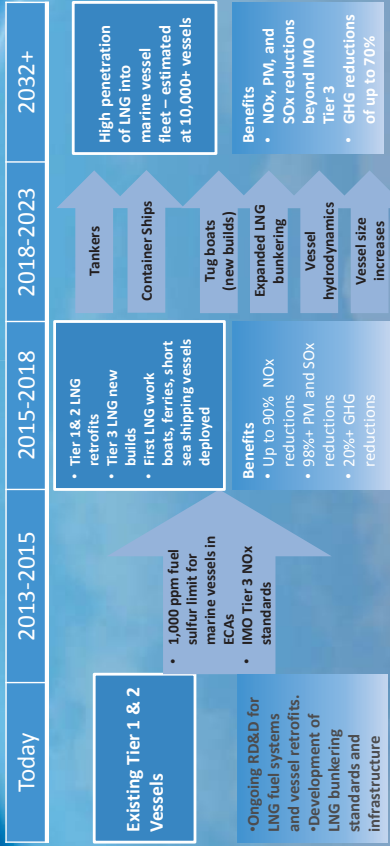 Today
2013-2015
2015-2018
2018-2023
2032+
Existing Tier 1 & 2
Vessels
•Ongoing RD&D for
LNG fuel systems
and vessel retrofits.
•Development of
LNG bunkering
standards and
infrastructure
• 1,000 ppm fuel
sulfur limit for
marine vessels in
ECAs
• IMO Tier 3 NOx
standards
• Tier 1& 2 LNG
retrofits
• Tier 3 LNG new
builds
• First LNG work
boats, ferries, short
sea shipping vessels
deployed
Benefits
• Up to 90% NOx
reductions
• 98%+ PM and SOx
reductions
• 20%+ GHG
reductions
Tankers
Container Ships
Tug boats
(new builds)
Expanded LNG
bunkering
Vessel
hydrodynamics
Vessel size
increases
High penetration
of LNG into
marine vessel
fleet – estimated
at 10,000+ vessels
Benefits
• NOx, PM, and
SOx reductions
beyond IMO
Tier 3
• GHG reductions
of up to 70%